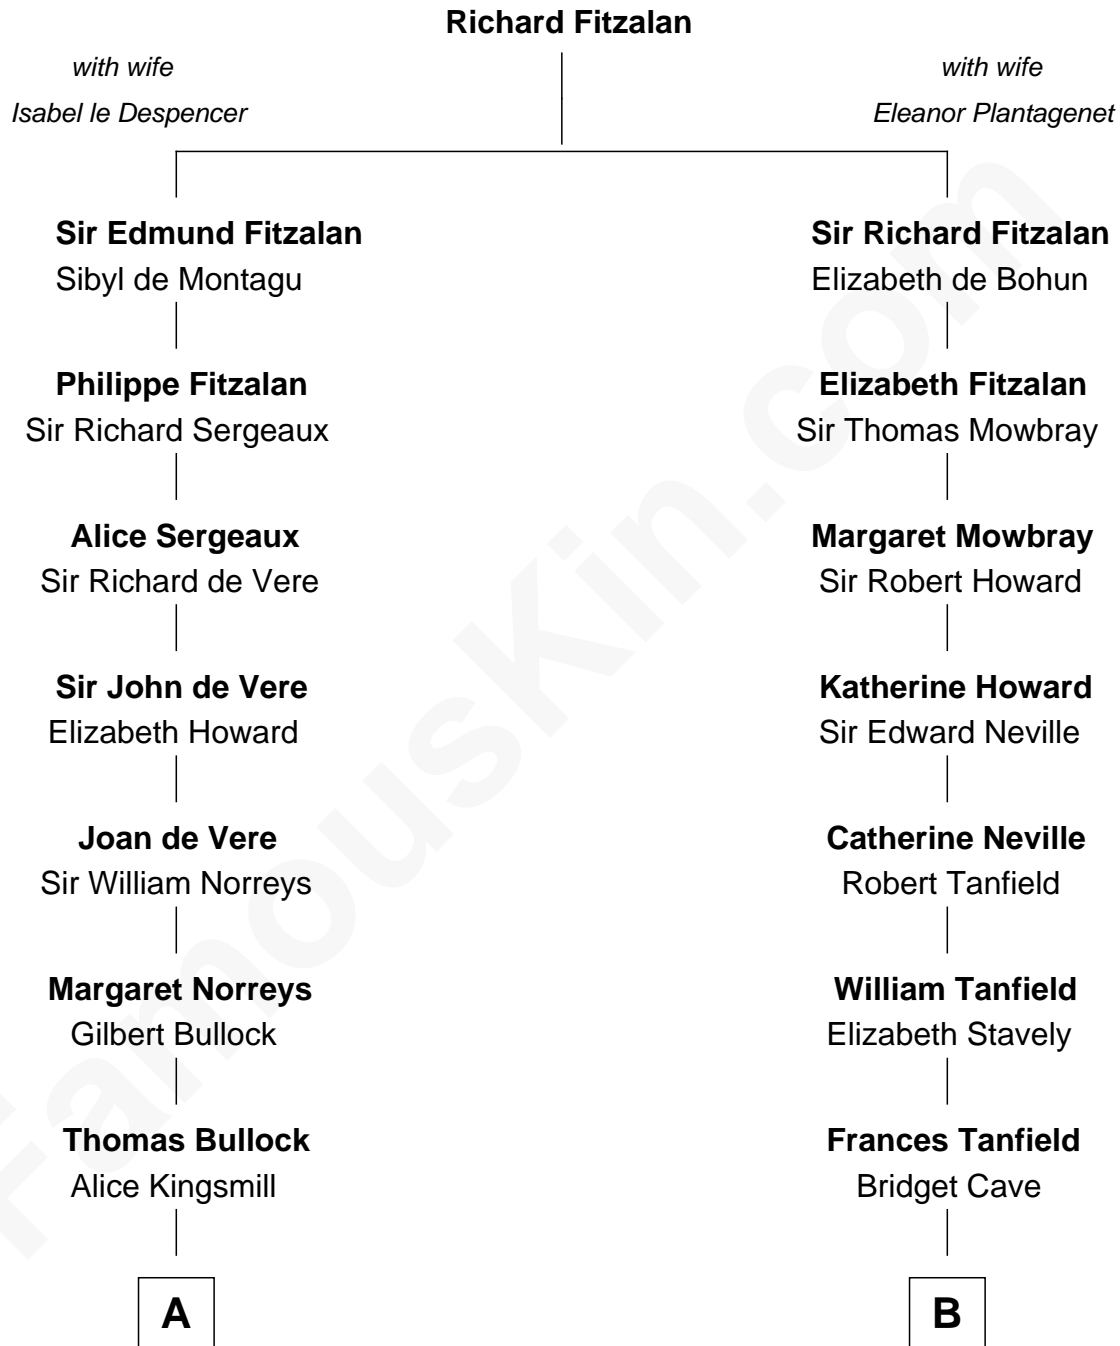 Richard Fitzalan
with wife
Isabel le Despencer
with wife
Eleanor Plantagenet
Sir Edmund Fitzalan
Sibyl de Montagu
Sir Richard Fitzalan
Elizabeth de Bohun
Philippe Fitzalan
Sir Richard Sergeaux
Elizabeth Fitzalan
Sir Thomas Mowbray
Alice Sergeaux
Sir Richard de Vere
Margaret Mowbray
Sir Robert Howard
Sir John de Vere
Elizabeth Howard
Katherine Howard
Sir Edward Neville
Joan de Vere
Sir William Norreys
Catherine Neville
Robert Tanfield
Margaret Norreys
Gilbert Bullock
William Tanfield
Elizabeth Stavely
Thomas Bullock
Alice Kingsmill
Frances Tanfield
Bridget Cave
A
B
FamousKin.com